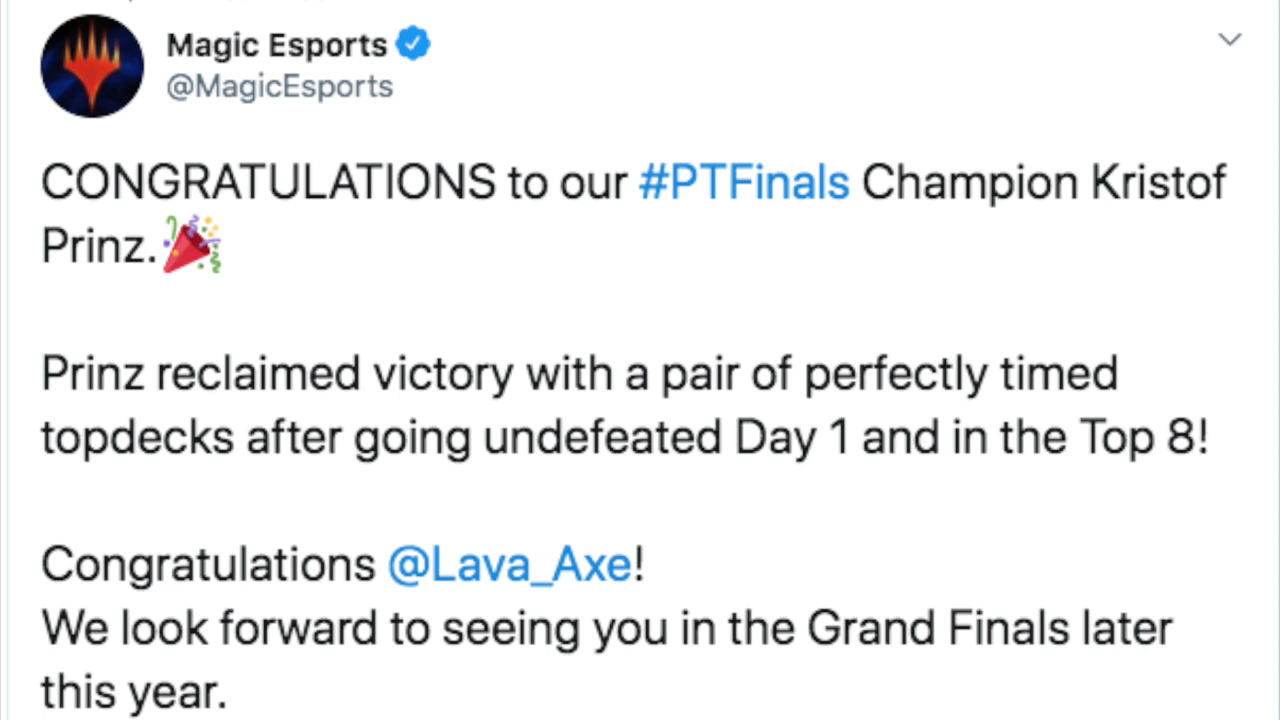 Magic Esports
@MagicEsports
CONGRATULATIONS to our #PTFinals Champion Kristof
Prinz.🎉
Prinz reclaimed victory with a pair of perfectly timed
topdecks after going undefeated Day 1 and in the Top 8!
Congratulations @Lava_Axe!
We look forward to seeing you in the Grand Finals later
this year.